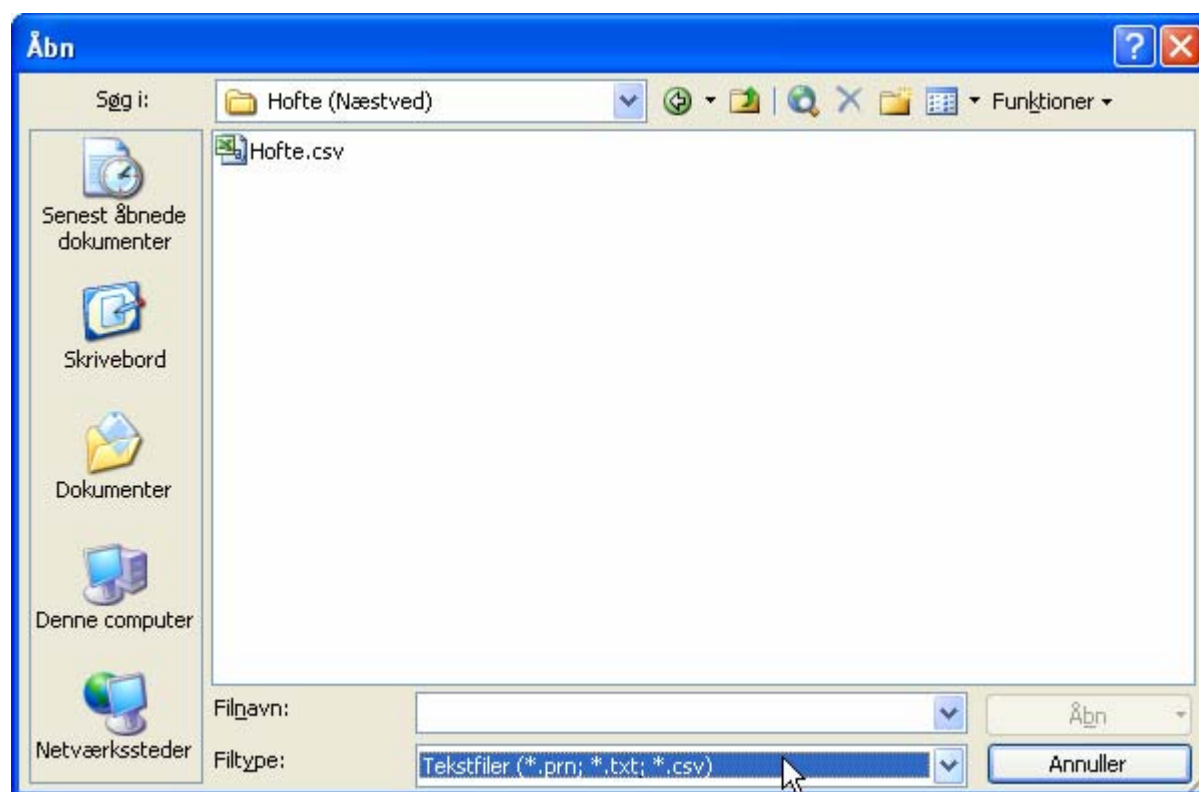 Åbn
Søg i:
Hofte (Næstved)
Funktioner
Hofte.csv
Senest åbnede
dokumenter
Skrivebord
Dokumenter
Denne computer
Netværkssteder
Filnavn:
Åbn
Filtype:
Tekstfiler (*.prn; *.txt; *.csv)
Annuller